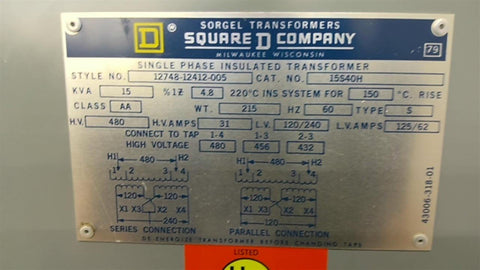 SORGEL TRANSFORMERS
D SQUARE D COMPANY
MILWAUKEE WISCONSIN
79
SINGLE PHASE INSULATED TRANSFORMER
STYLE NO. 12748-12412-005 CAT. NO. 15S40H
KVA 15 %IZ 4.8 220°C INS SYSTEM FOR 150 °C. RISE
CLASS AA WT. 215 HZ 60 TYPE S
H.V. 480 H.V.AMPS 31 L.V. 120/240 L.V.AMPS 125/62
CONNECT TO TAP 1-4 1-3 2-3
HIGH VOLTAGE 480 456 432
H1 480 H2 H1 480 H2
1 2 3 4 1 2 3 4
120 120 120 120
X1 X3 X2 X4 X1 X3 X2 X4
240 120
SERIES CONNECTION PARALLEL CONNECTION
DE-ENERGIZE TRANSFORMER BEFORE CHANGING TAPS
43006-318-01
LISTED